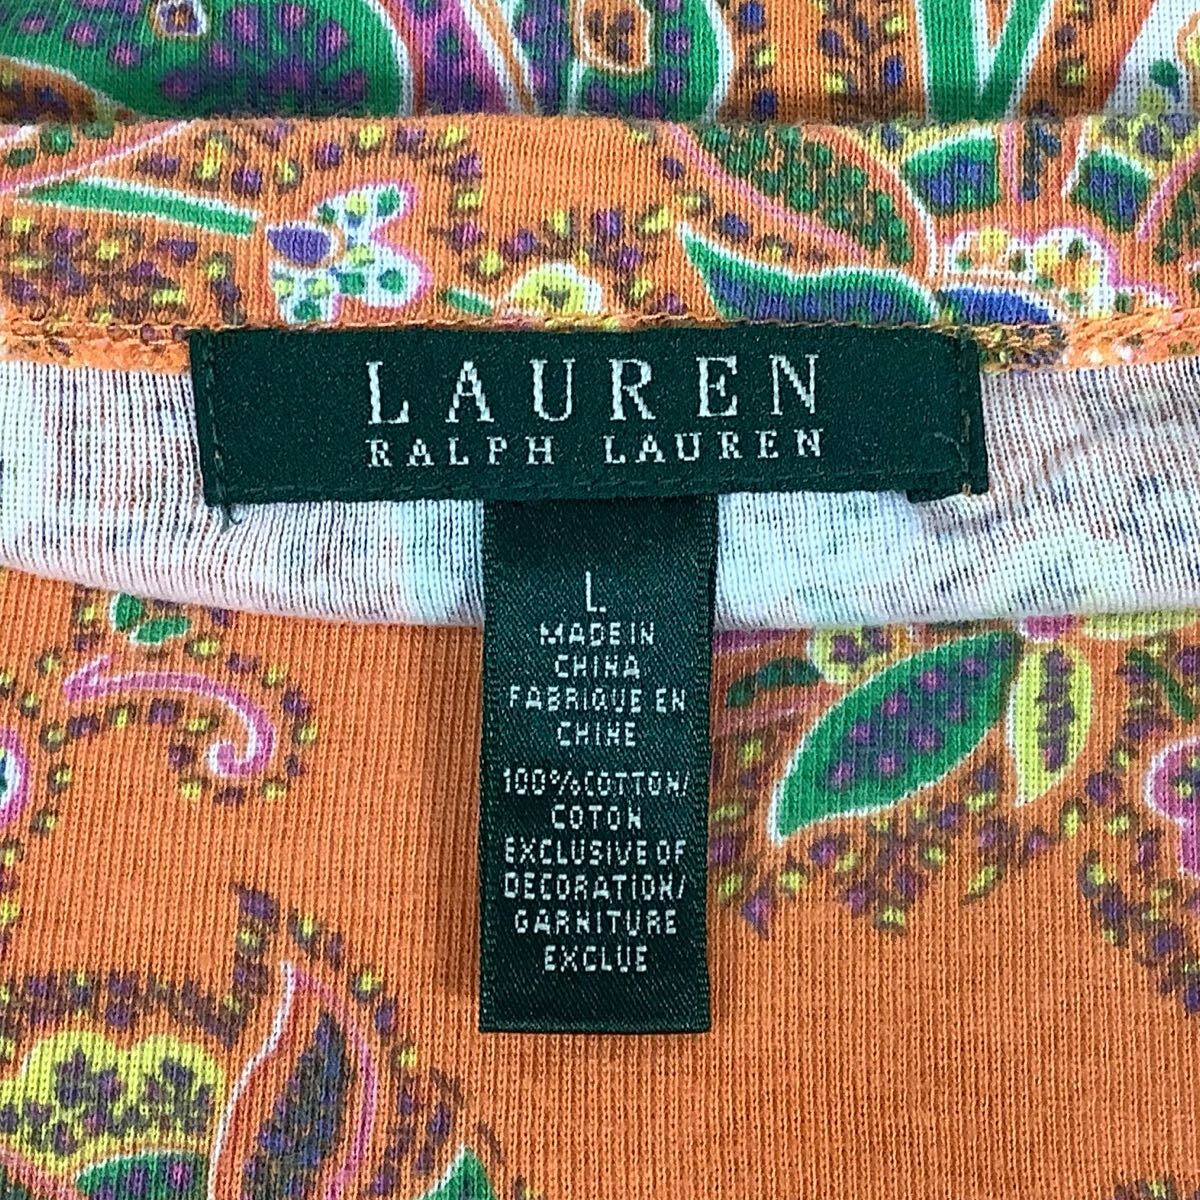 LAUREN
RALPH LAUREN
L
MADE IN
CHINA
FABRIQUE EN
CHINE
100% COTTON/
COTON
EXCLUSIVE OF
DECORATION/
GARNITURE
EXCLUE